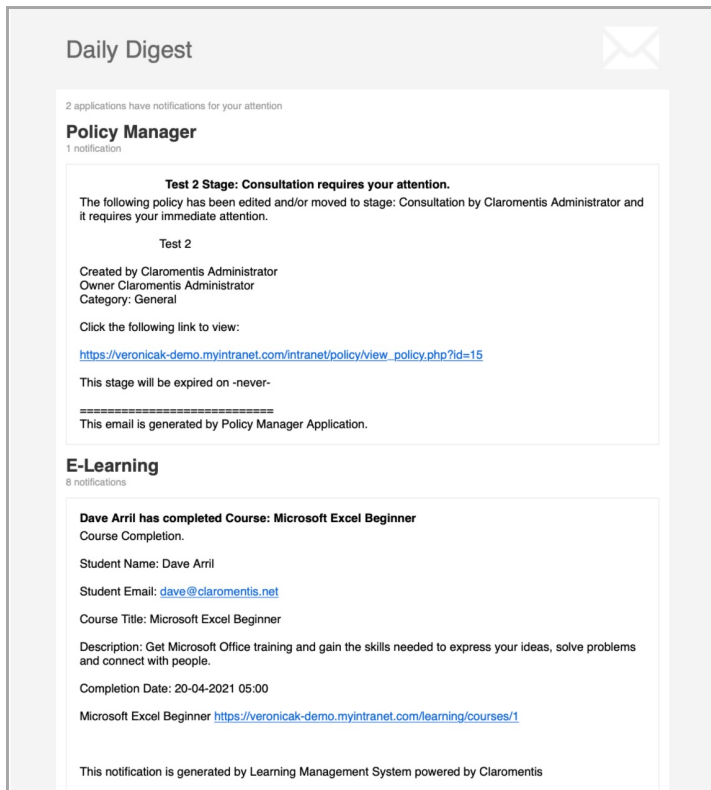 Daily Digest
2 applications have notifications for your attention
Policy Manager
1 notification
Test 2 Stage: Consultation requires your attention.
The following policy has been edited and/or moved to stage: Consultation by Claromentis Administrator and
it requires your immediate attention.
Test 2
Created by Claromentis Administrator
Owner Claromentis Administrator
Category: General
Click the following link to view:
https://veronicak-demo.myintranet.com/intranet/policy/view_policy.php?id=15
This stage will be expired on -never-
============================
This email is generated by Policy Manager Application.
E-Learning
8 notifications
Dave Arril has completed Course: Microsoft Excel Beginner
Course Completion.
Student Name: Dave Arril
Student Email: dave@claromentis.net
Course Title: Microsoft Excel Beginner
Description: Get Microsoft Office training and gain the skills needed to express your ideas, solve problems
and connect with people.
Completion Date: 20-04-2021 05:00
Microsoft Excel Beginner https://veronicak-demo.myintranet.com/learning/courses/1
This notification is generated by Learning Management System powered by Claromentis